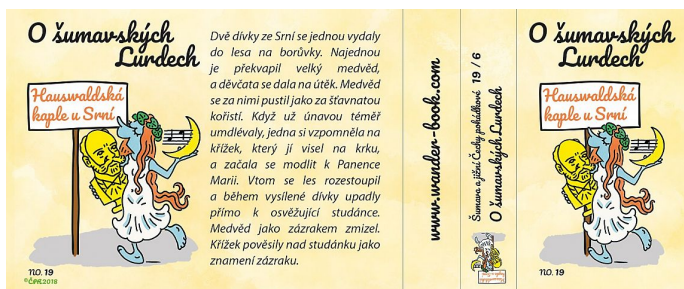 O šumavských
Lurdech
Hauswaldská
kaple u Srní
no. 19
©ČPR2018
Dvě dívky ze Srní se jednou vydaly
do lesa na borůvky. Najednou
je překvapil velký medvěd,
a děvčata se dala na útěk. Medvěd
se za nimi pustil jako za šťavnatou
kořistí. Když už únavou téměř
umdlévaly, jedna si vzpomněla na
křížek, který jí visel na krku,
a začala se modlit k Panence
Marii. Vtom se les rozestoupil
a během vysílené dívky upadly
přímo k osvěžující studánce.
Medvěd jako zázrakem zmizel.
Křížek pověsily nad studánku jako
znamení zázraku.
www.wander-book.com
Šumava a jižní Čechy pohádkové 19 / 6
O šumavských Lurdech
O šumavských
Lurdech
Hauswaldská
kaple u Srní
no. 19